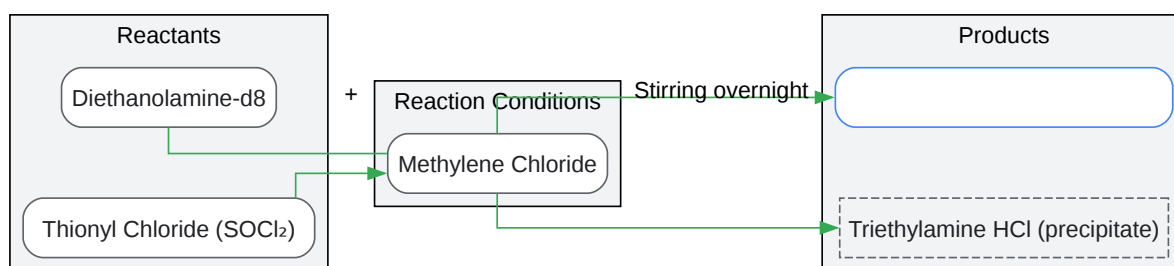 Reactants
Diethanolamine-d8
Thionyl Chloride (SOCl₂)
+
Reaction Conditions
Methylene Chloride
Stirring overnight
Products
Triethylamine HCl (precipitate)